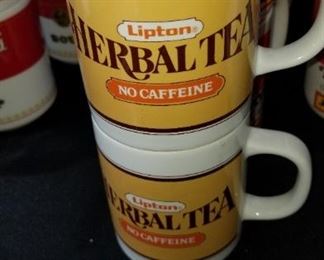 Lipton
HERBAL TEA
NO CAFFEINE
Lipton
HERBAL TEA
NO CAFFEINE